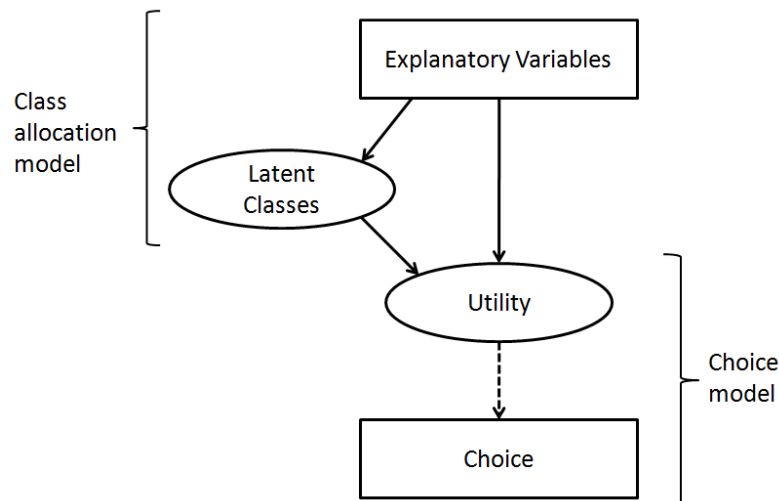 Explanatory Variables
Class
allocation
model
Latent
Classes
Utility
Choice
model
Choice